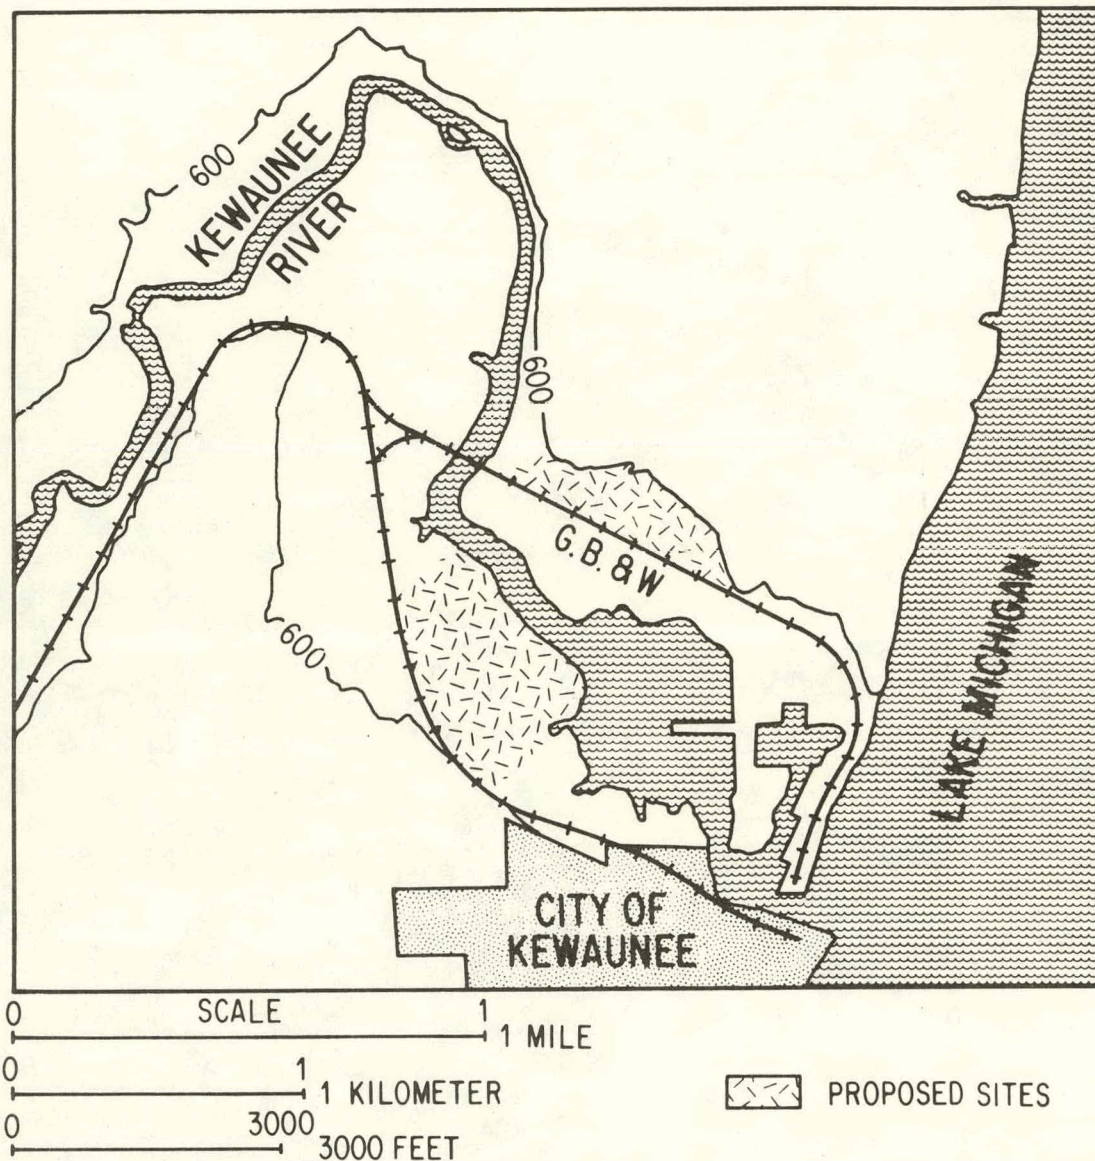 600
KEWAUNEE
RIVER
600
G.B. & W
600
LAKE MICHIGAN
CITY OF
KEWAUNEE
0 SCALE 1
1 MILE
0 1
1 KILOMETER
0 3000
3000 FEET
PROPOSED SITES